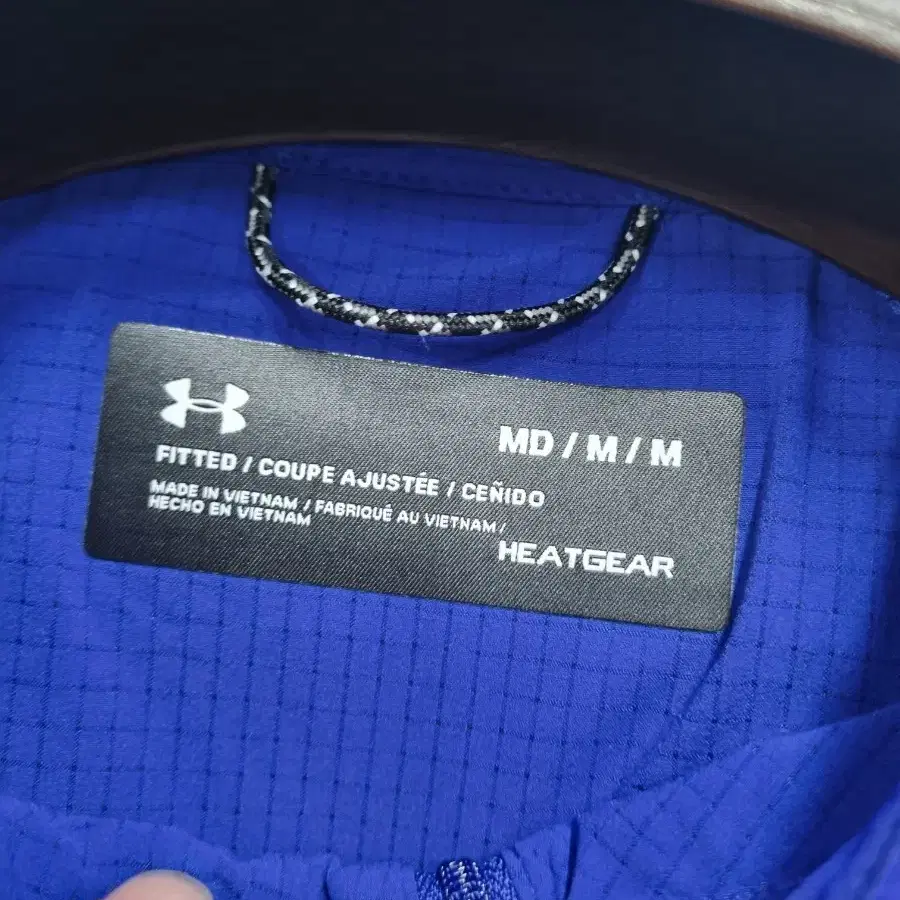 MD / M / M
FITTED / COUPE AJUSTÉE / CEÑIDO
MADE IN VIETNAM / FABRIQUÉ AU VIETNAM /
HECHO EN VIETNAM
HEATGEAR